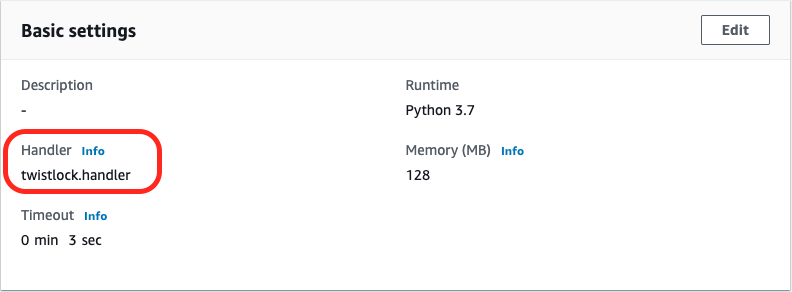 Basic settings
Edit
Description
-
Runtime
Python 3.7
Handler Info
twistlock.handler
Memory (MB) Info
128
Timeout Info
0 min 3 sec